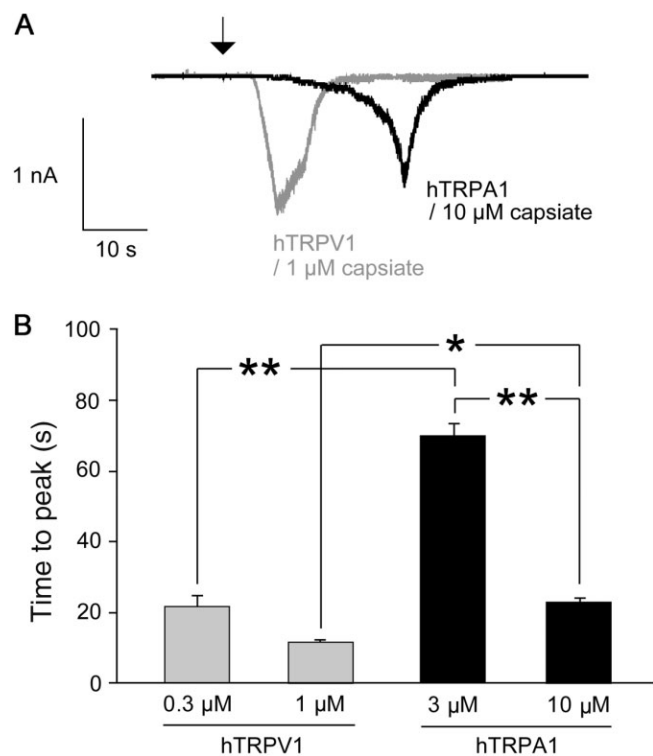 A
1 nA
10 s
hTRPA1
/ 10 μM capsiate
hTRPV1
/ 1 μM capsiate
B
Time to peak (s)
100
80
60
40
20
0
**
*
**
0.3 μM 1 μM 3 μM 10 μM
hTRPV1 hTRPA1